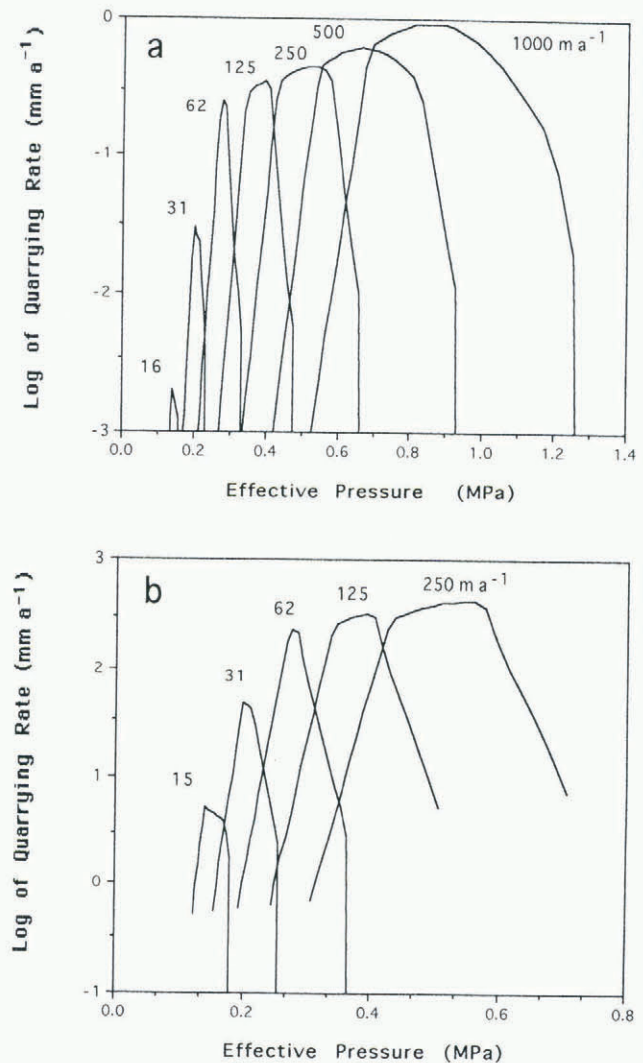 a
Log of Quarrying Rate (mm a⁻¹)
0
-1
-2
-3
16
31
62
125
250
500
1000 m a⁻¹
0.0 0.2 0.4 0.6 0.8 1.0 1.2 1.4
Effective Pressure (MPa)
b
Log of Quarrying Rate (mm a⁻¹)
3
2
1
0
-1
15
31
62
125
250 m a⁻¹
0.0 0.2 0.4 0.6 0.8
Effective Pressure (MPa)